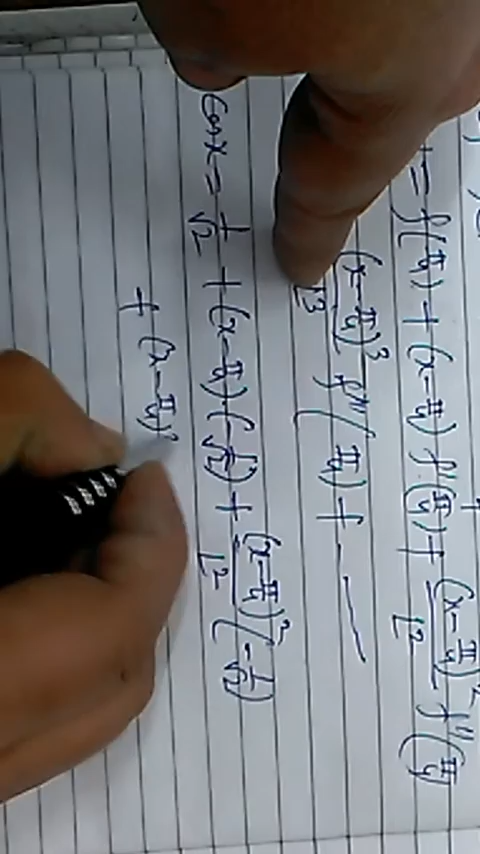 = f(π/4) + (x-π/4) f'(π/4) + (x-π/4)²/∟2 f''(π/4)
(x-π/4)³/∟3 f'''(π/4) + - —
Cos x = 1/√2 + (x-π/4)(-1/√2) + (x-π/4)²/∟2 (-1/√2)
+ (x-π/4)³